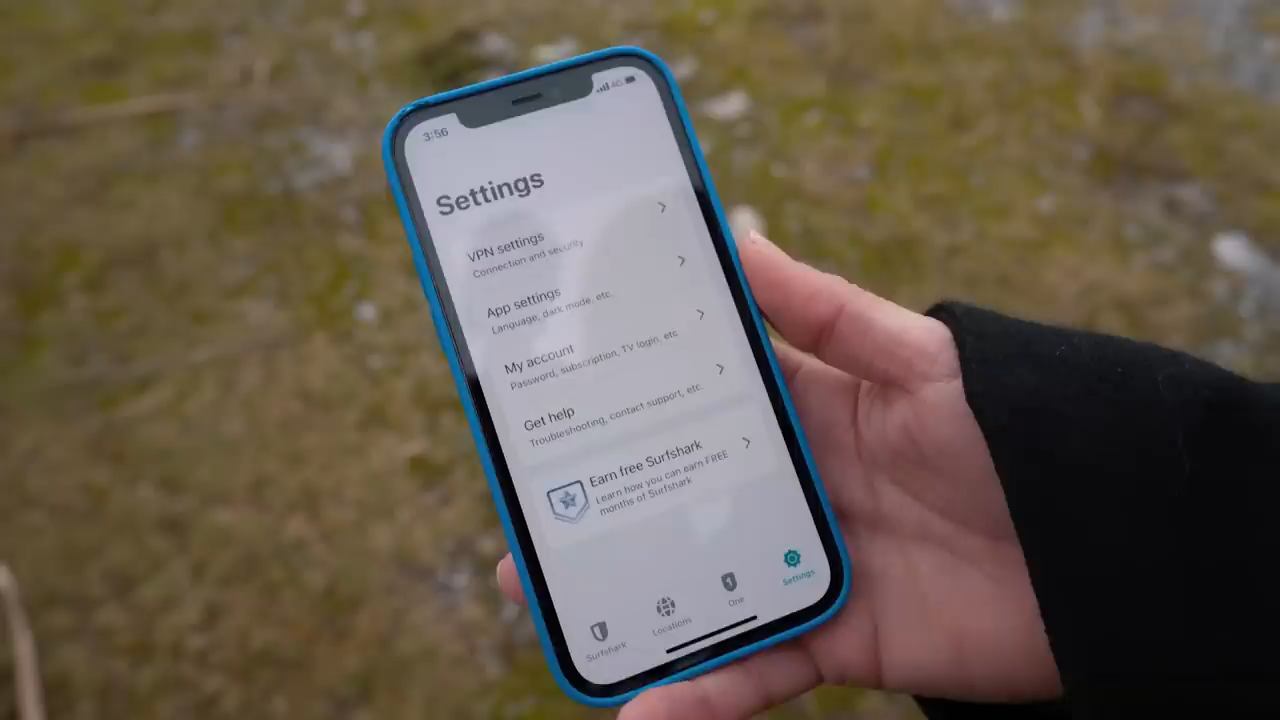 3:56
4G
Settings
VPN settings
Connection and security
App settings
Language, dark mode, etc.
My account
Password, subscription, TV login, etc
Get help
Troubleshooting, contact support, etc.
Earn free Surfshark
Learn how you can earn FREE
months of Surfshark
Surfshark
Locations
One
Settings